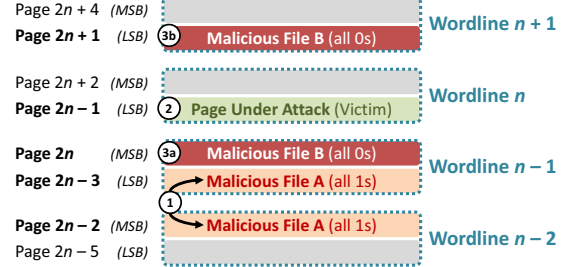 Page 2n + 4 (MSB)
Wordline n + 1
Page 2n + 1 (LSB) 3b Malicious File B (all 0s)
Page 2n + 2 (MSB)
Wordline n
Page 2n – 1 (LSB) 2 Page Under Attack (Victim)
Page 2n (MSB) 3a Malicious File B (all 0s)
Wordline n – 1
Page 2n – 3 (LSB) Malicious File A (all 1s)
1
Page 2n – 2 (MSB) Malicious File A (all 1s)
Wordline n – 2
Page 2n – 5 (LSB)